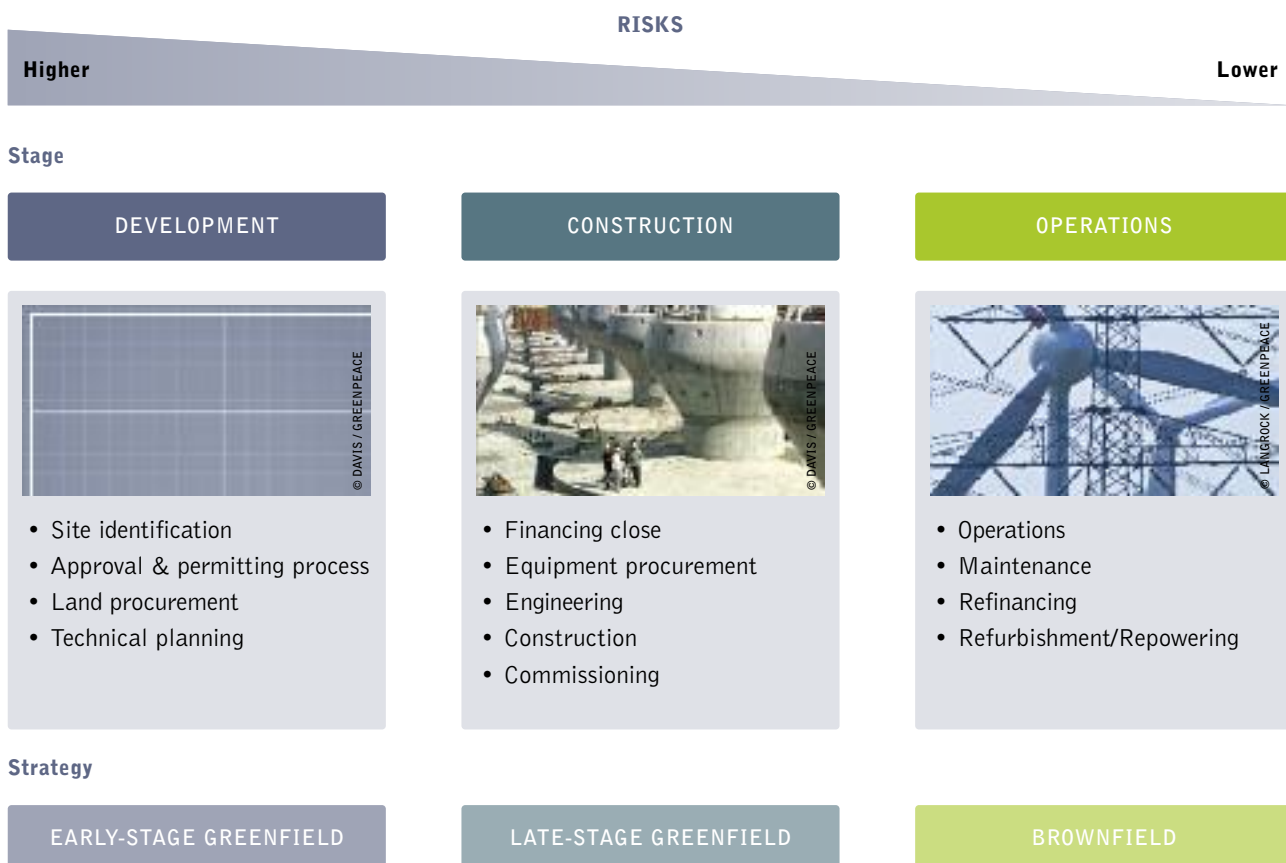 RISKS
Higher
Lower
Stage
DEVELOPMENT
CONSTRUCTION
OPERATIONS
© DAVIS / GREENPEACE
• Site identification
• Approval & permitting process
• Land procurement
• Technical planning
© DAVIS / GREENPEACE
• Financing close
• Equipment procurement
• Engineering
• Construction
• Commissioning
© LANGROCK / GREENPEACE
• Operations
• Maintenance
• Refinancing
• Refurbishment/Repowering
Strategy
EARLY-STAGE GREENFIELD
LATE-STAGE GREENFIELD
BROWNFIELD